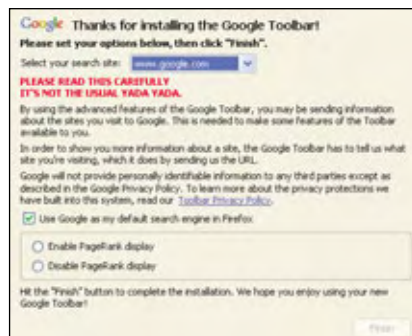 Google Thanks for installing the Google Toolbar!
Please set your options below, then click "Finish".
Select your search site: www.google.com
PLEASE READ THIS CAREFULLY
IT'S NOT THE USUAL YADA YADA.
By using the advanced features of the Google Toolbar, you may be sending information
about the sites you visit to Google. This is needed to make some features of the Toolbar
available to you.
In order to show you more information about a site, the Google Toolbar has to tell us what
site you're visiting, which it does by sending us the URL.
Google will not provide personally identifiable information to any third parties except as
described in the Google Privacy Policy. To learn more about the privacy protections we
have built into this system, read our Toolbar Privacy Policy.
Use Google as my default search engine in Firefox
Enable PageRank display
Disable PageRank display
Hit the "Finish" button to complete the installation. We hope you enjoy using your new
Google Toolbar!
Finish